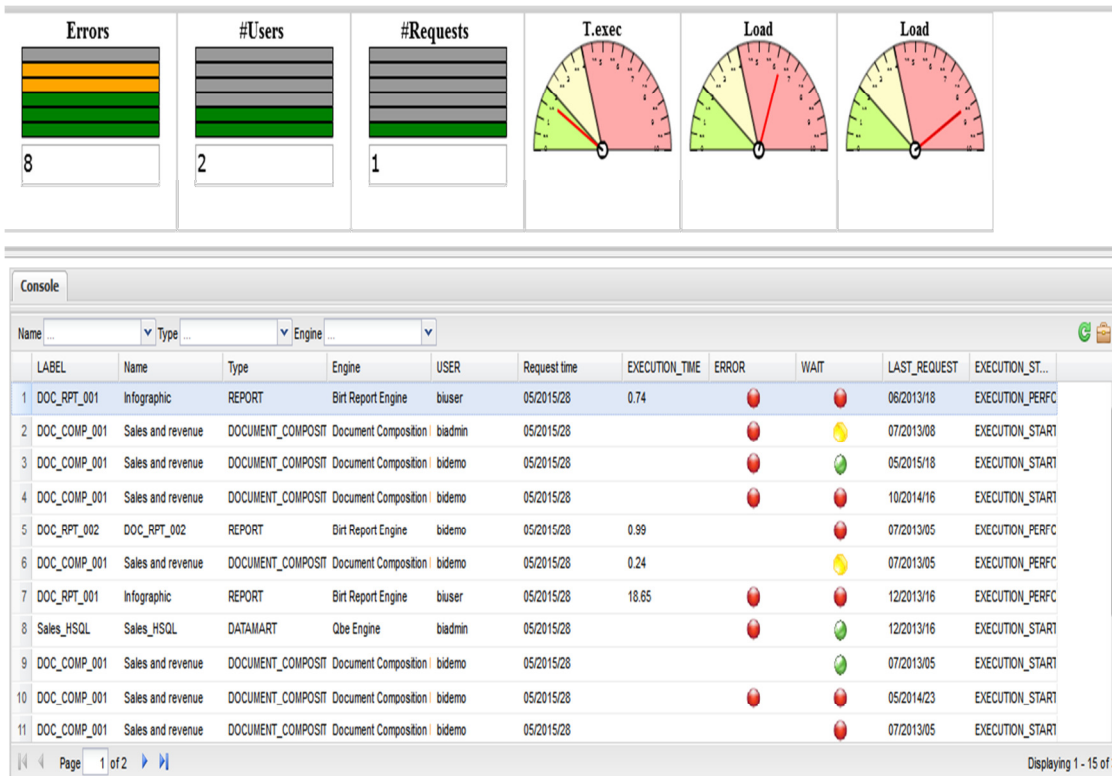 Errors #Users #Requests T.exec Load Load
8 2 1
Console
Name ... Type ... Engine ...
LABEL Name Type Engine USER Request time EXECUTION_TIME ERROR WAIT LAST_REQUEST EXECUTION_ST...
1 DOC_RPT_001 Infographic REPORT Birt Report Engine biuser 05/2015/28 0.74 06/2013/18 EXECUTION_PERFC
2 DOC_COMP_001 Sales and revenue DOCUMENT_COMPOSIT Document Composition biadmin 05/2015/28 07/2013/08 EXECUTION_START
3 DOC_COMP_001 Sales and revenue DOCUMENT_COMPOSIT Document Composition bidemo 05/2015/28 05/2015/18 EXECUTION_START
4 DOC_COMP_001 Sales and revenue DOCUMENT_COMPOSIT Document Composition bidemo 05/2015/28 10/2014/16 EXECUTION_START
5 DOC_RPT_002 DOC_RPT_002 REPORT Birt Report Engine bidemo 05/2015/28 0.99 07/2013/05 EXECUTION_PERFC
6 DOC_COMP_001 Sales and revenue DOCUMENT_COMPOSIT Document Composition bidemo 05/2015/28 0.24 07/2013/05 EXECUTION_PERFC
7 DOC_RPT_001 Infographic REPORT Birt Report Engine biuser 05/2015/28 18.65 12/2013/16 EXECUTION_PERFC
8 Sales_HSQL Sales_HSQL DATAMART Qbe Engine biadmin 05/2015/28 12/2013/16 EXECUTION_START
9 DOC_COMP_001 Sales and revenue DOCUMENT_COMPOSIT Document Composition bidemo 05/2015/28 07/2013/05 EXECUTION_START
10 DOC_COMP_001 Sales and revenue DOCUMENT_COMPOSIT Document Composition bidemo 05/2015/28 05/2014/23 EXECUTION_START
11 DOC_COMP_001 Sales and revenue DOCUMENT_COMPOSIT Document Composition bidemo 05/2015/28 07/2013/05 EXECUTION_START
Page 1 of 2 Displaying 1 - 15 of